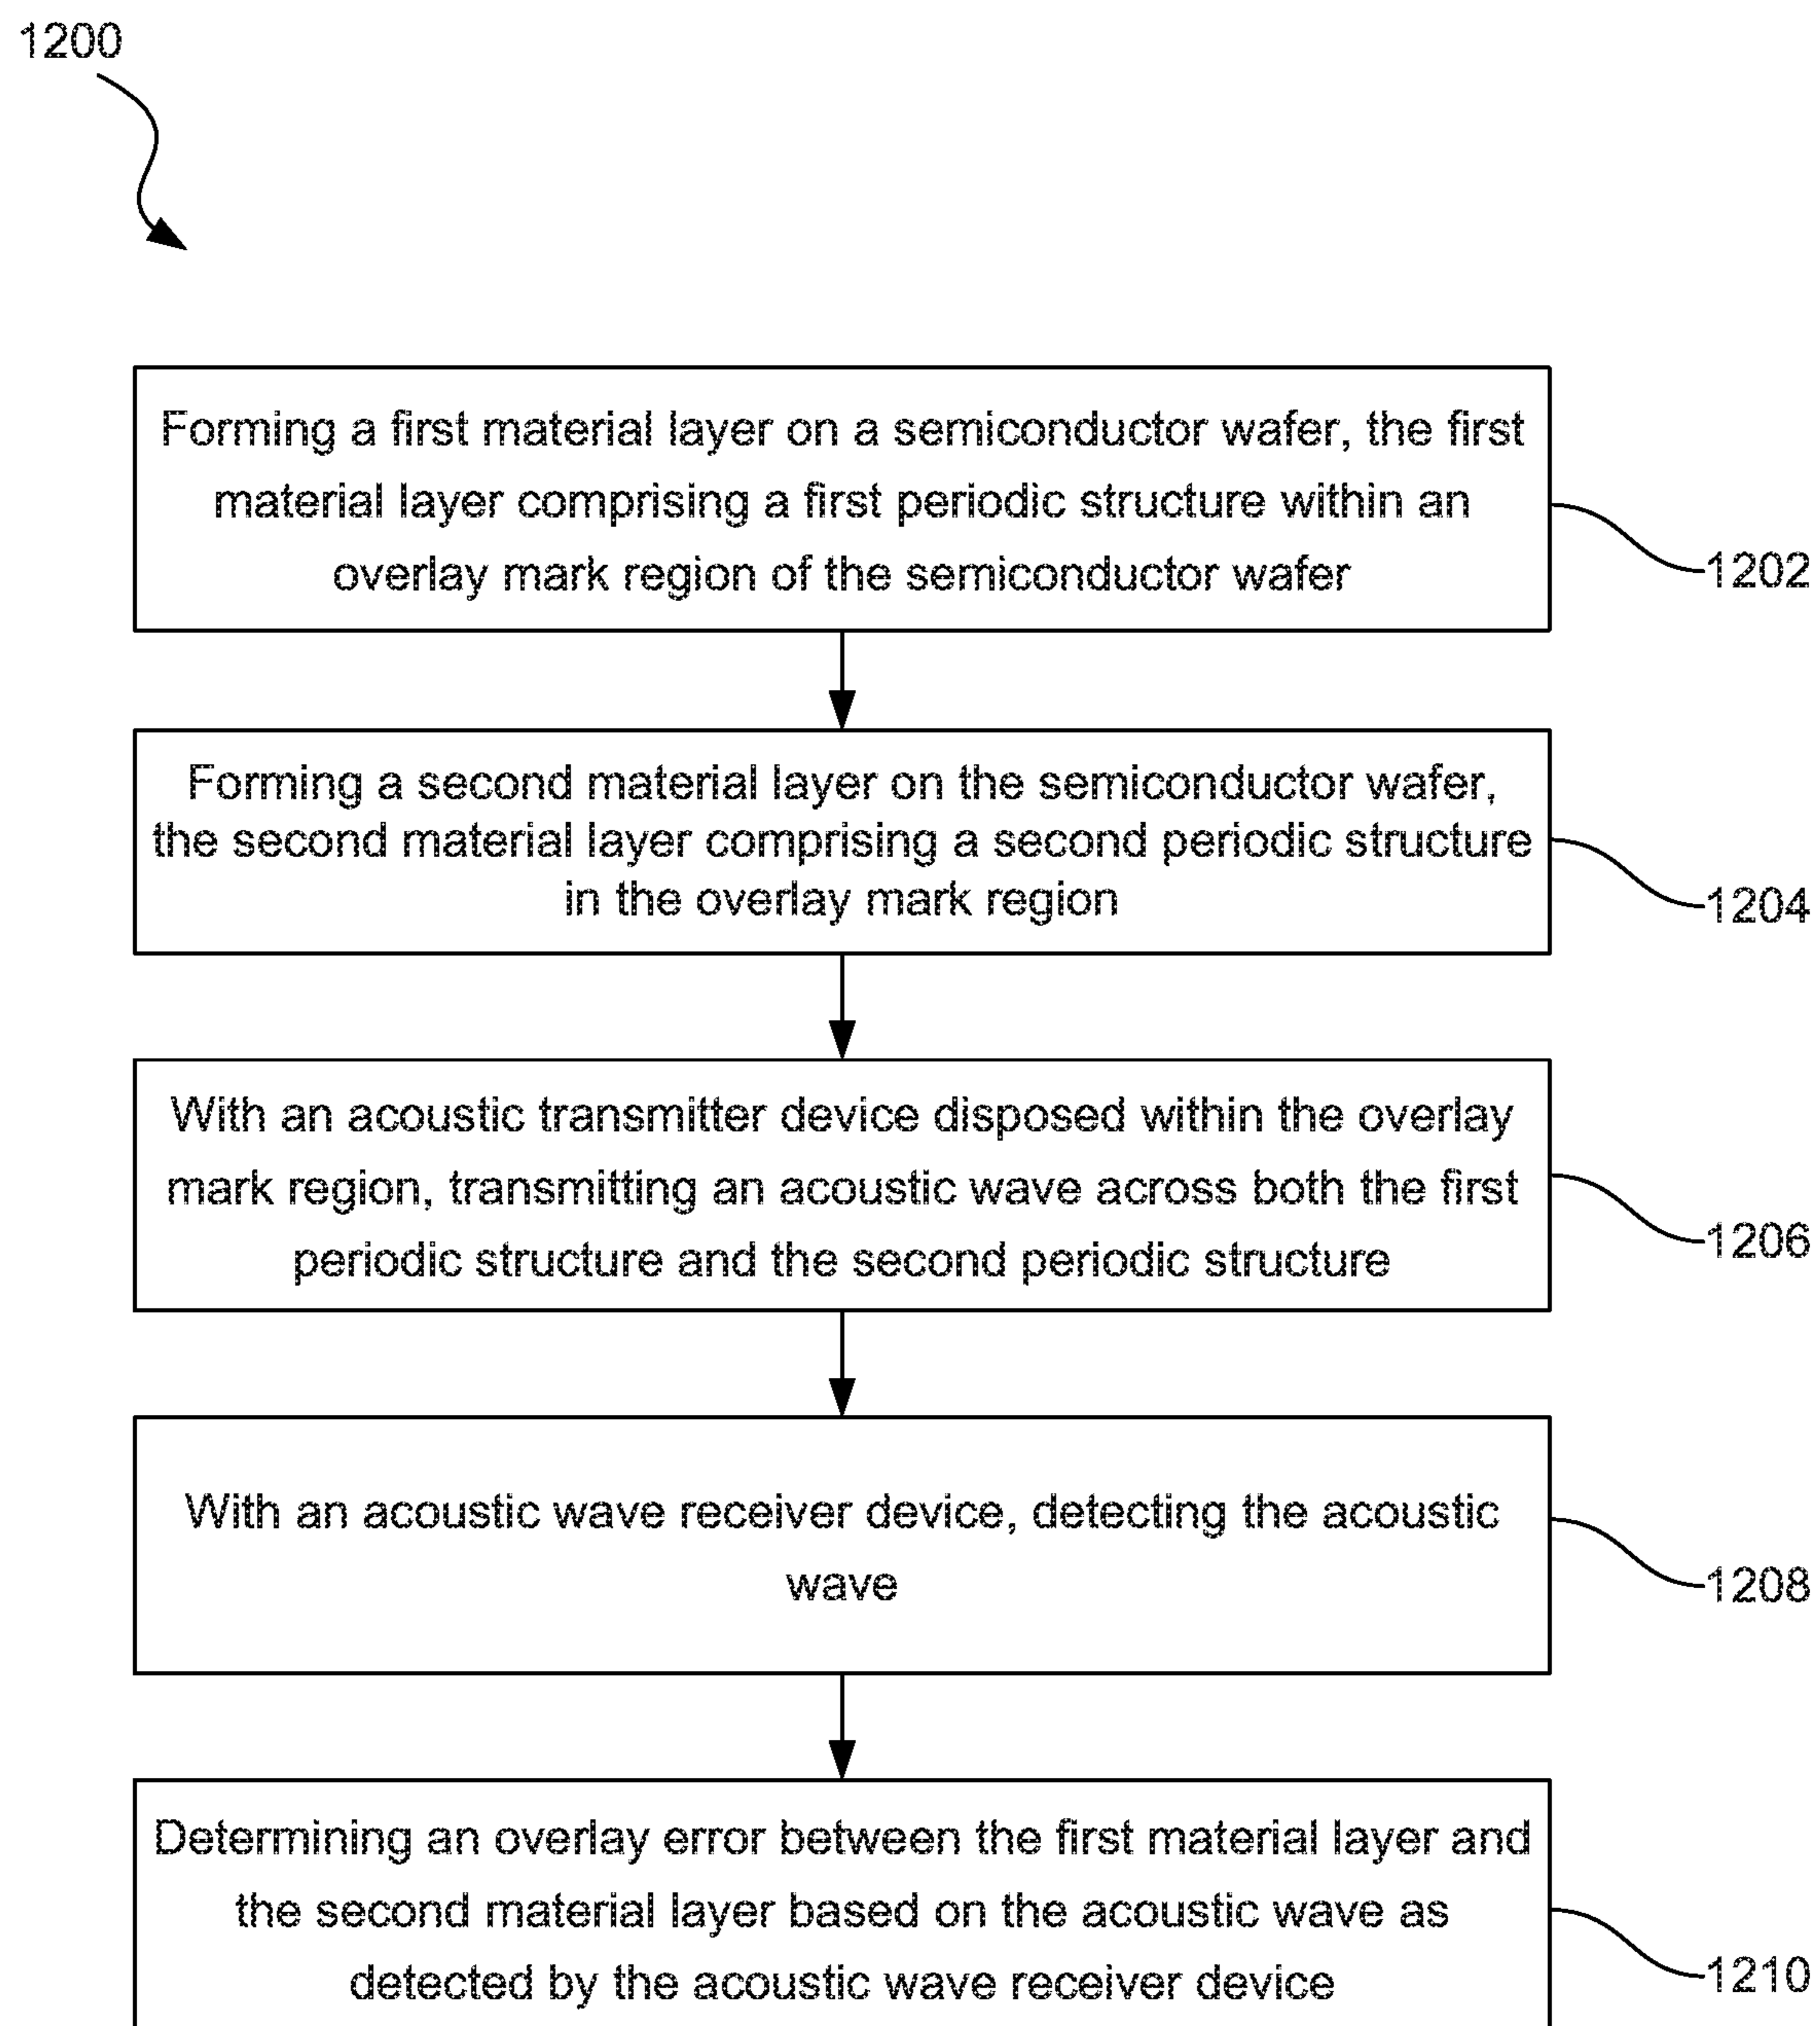 1200
Forming a first material layer on a semiconductor wafer, the first
material layer comprising a first periodic structure within an
overlay mark region of the semiconductor wafer
1202
Forming a second material layer on the semiconductor wafer,
the second material layer comprising a second periodic structure
in the overlay mark region
1204
With an acoustic transmitter device disposed within the overlay
mark region, transmitting an acoustic wave across both the first
periodic structure and the second periodic structure
1206
With an acoustic wave receiver device, detecting the acoustic
wave
1208
Determining an overlay error between the first material layer and
the second material layer based on the acoustic wave as
detected by the acoustic wave receiver device
1210